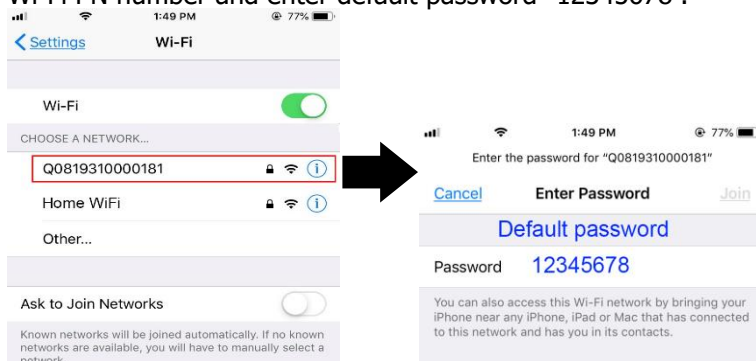 Wi-Fi PN number and enter default password "12345678".
1:49 PM
77%
Settings
Wi-Fi
Wi-Fi
CHOOSE A NETWORK...
Q0819310000181
Home WiFi
Other...
Ask to Join Networks
Known networks will be joined automatically. If no known
networks are available, you will have to manually select a
network.
1:49 PM
77%
Enter the password for "Q0819310000181"
Cancel
Enter Password
Join
Default password
Password 12345678
You can also access this Wi-Fi network by bringing your
iPhone near any iPhone, iPad or Mac that has connected
to this network and has you in its contacts.